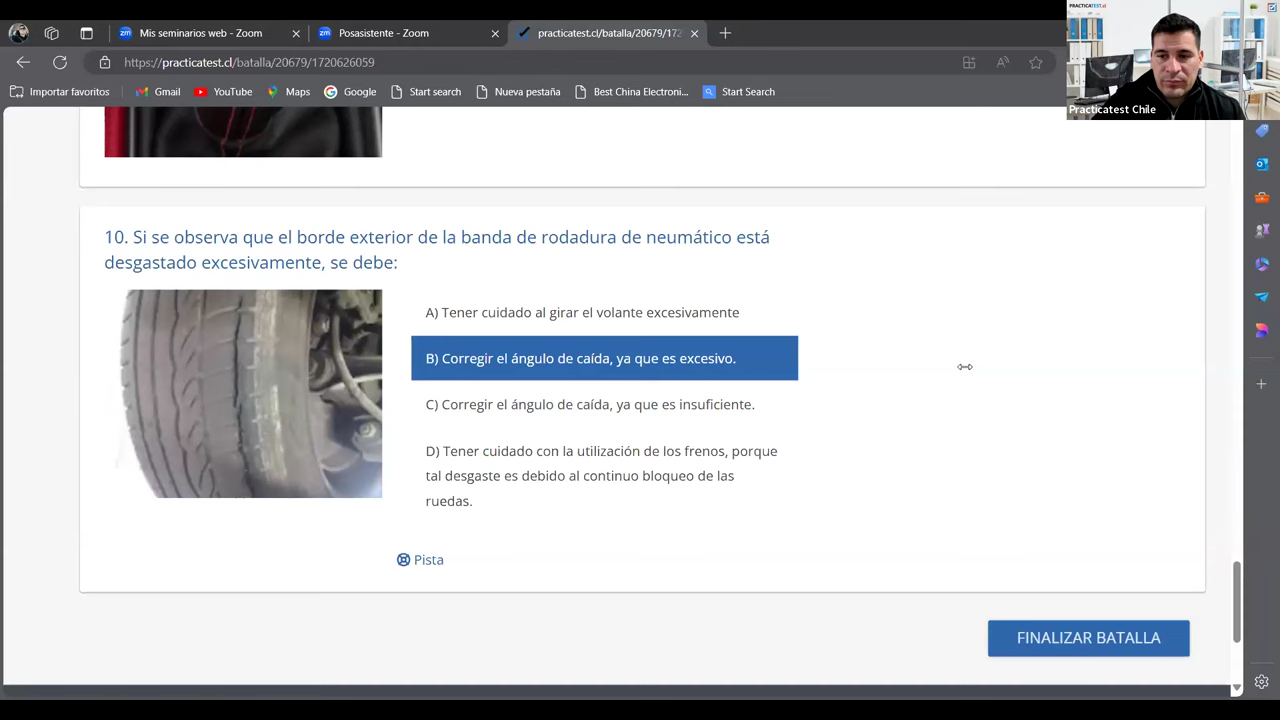 Mis seminarios web - Zoom
Posasistente - Zoom
practicatest.cl/batalla/20679/172
https://practicatest.cl/batalla/20679/1720626059
Importar favoritos
Gmail
YouTube
Maps
Google
Start search
Nueva pestaña
Best China Electroni...
Start Search
PRACTICATEST.cl
Practicatest Chile
10. Si se observa que el borde exterior de la banda de rodadura de neumático está
desgastado excesivamente, se debe:
A) Tener cuidado al girar el volante excesivamente
B) Corregir el ángulo de caída, ya que es excesivo.
C) Corregir el ángulo de caída, ya que es insuficiente.
D) Tener cuidado con la utilización de los frenos, porque
tal desgaste es debido al continuo bloqueo de las
ruedas.
Pista
FINALIZAR BATALLA